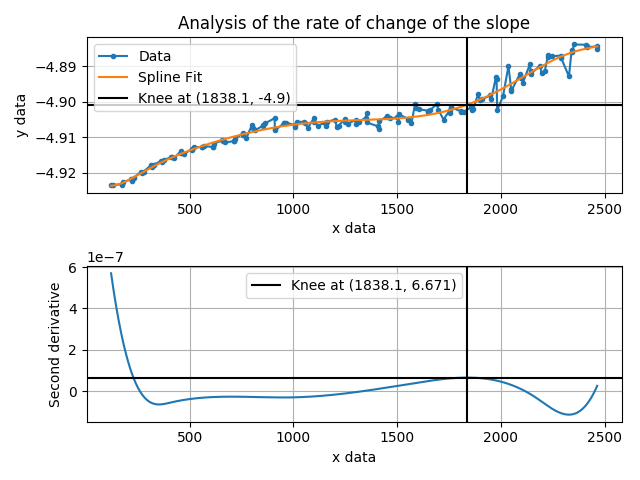 Analysis of the rate of change of the slope
Data
Spline Fit
Knee at (1838.1, -4.9)
−4.89
−4.90
−4.91
−4.92
y data
500
1000
1500
2000
2500
x data
1e−7
Knee at (1838.1, 6.671)
6
4
2
0
Second derivative
500
1000
1500
2000
2500
x data